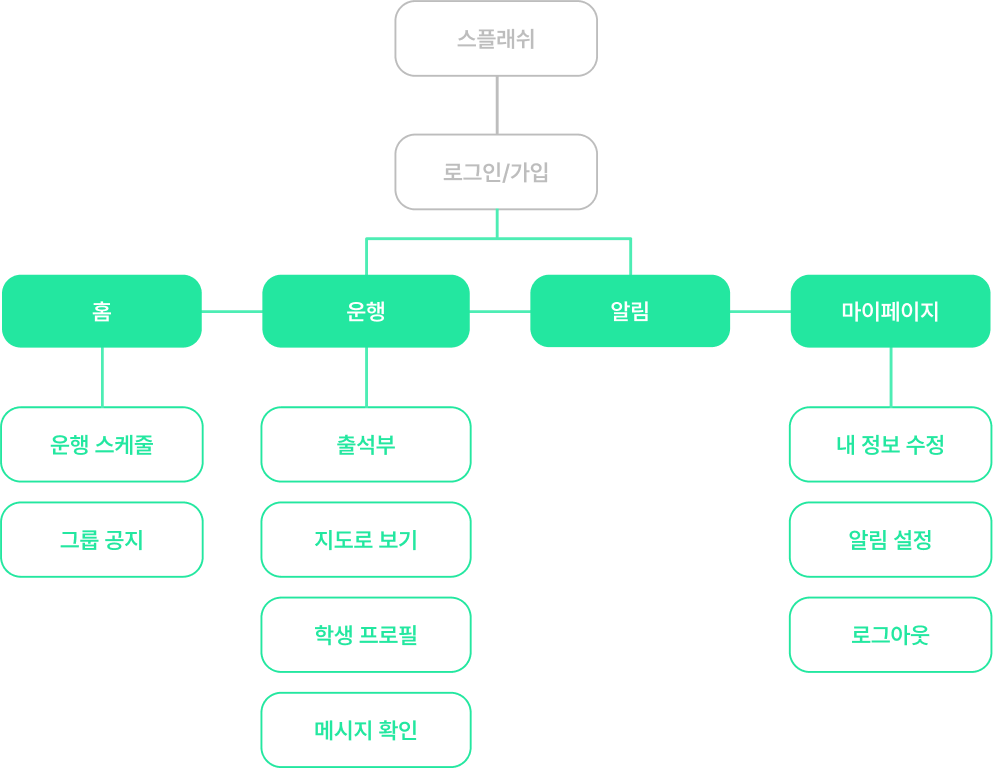 스플래쉬
로그인/가입
홈
운행
알림
마이페이지
운행 스케줄
출석부
내 정보 수정
그룹 공지
지도로 보기
알림 설정
학생 프로필
로그아웃
메시지 확인